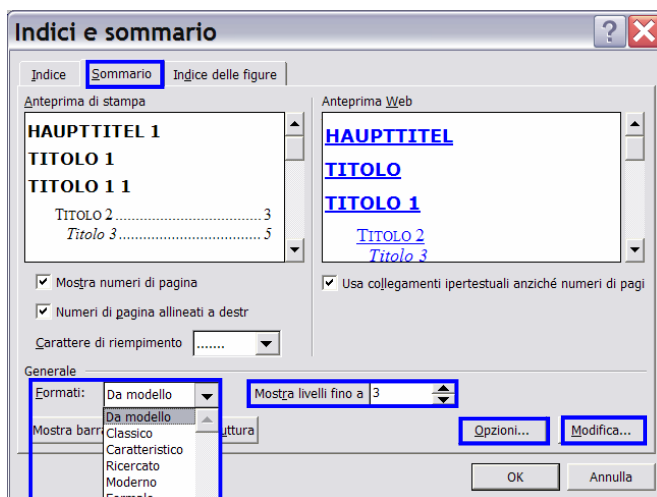 Indici e sommario
Indice Sommario Indice delle figure
Anteprima di stampa
HAUPTTITEL 1
TITOLO 1
TITOLO 1 1
TITOLO 2 ................................... 3
Titolo 3 .................................. 5
Anteprima Web
HAUPTTITEL
TITOLO
TITOLO 1
TITOLO 2
Titolo 3
Mostra numeri di pagina
Usa collegamenti ipertestuali anziché numeri di pagi
Numeri di pagina allineati a destr
Carattere di riempimento .......
Generale
Formati: Da modello
Mostra livelli fino a 3
Da modello
Classico
Caratteristico
Ricercato
Moderno
Mostra
Opzioni... Modifica...
OK Annulla